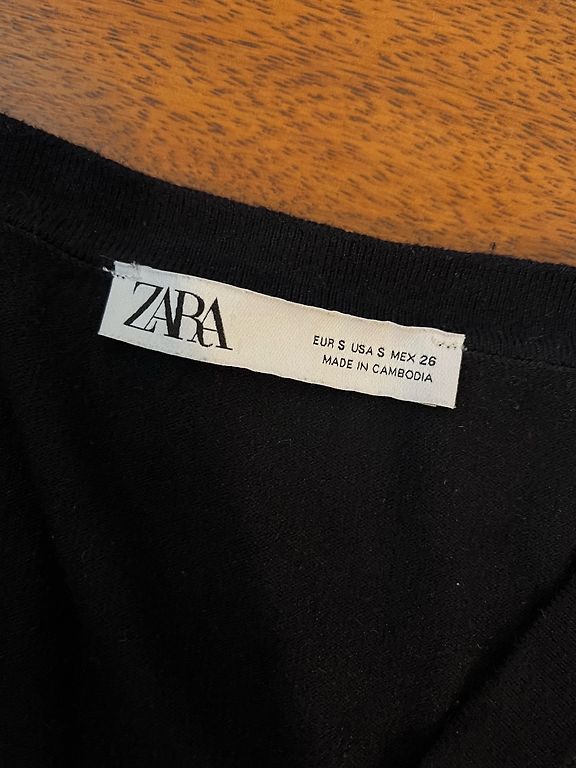 ZARA
EUR S USA S MEX 26
MADE IN CAMBODIA